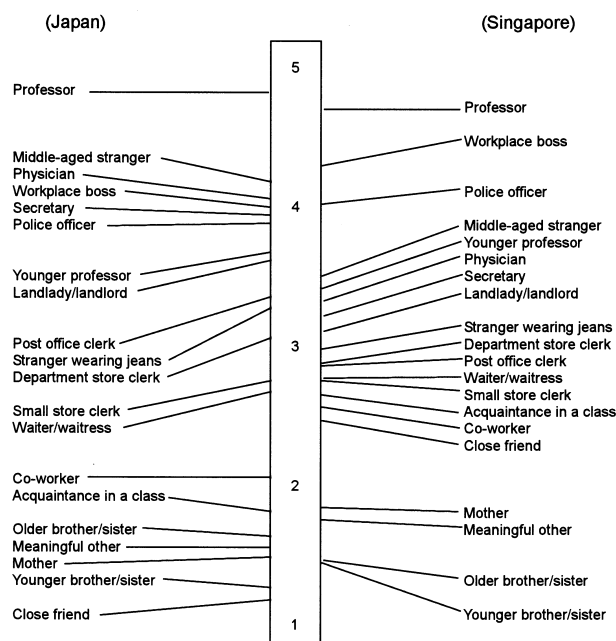 (Japan)
(Singapore)
5
4
3
2
1
Professor
Middle-aged stranger
Physician
Workplace boss
Secretary
Police officer
Younger professor
Landlady/landlord
Post office clerk
Stranger wearing jeans
Department store clerk
Small store clerk
Waiter/waitress
Co-worker
Acquaintance in a class
Older brother/sister
Meaningful other
Mother
Younger brother/sister
Close friend
Professor
Workplace boss
Police officer
Middle-aged stranger
Younger professor
Physician
Secretary
Landlady/landlord
Stranger wearing jeans
Department store clerk
Post office clerk
Waiter/waitress
Small store clerk
Acquaintance in a class
Co-worker
Close friend
Mother
Meaningful other
Older brother/sister
Younger brother/sister